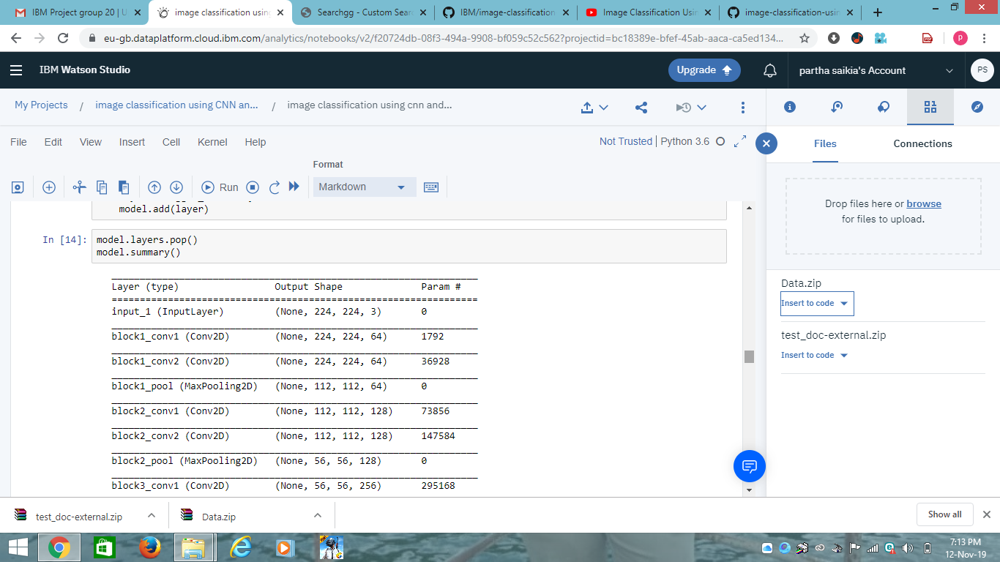 IBM Project group 20 | U
image classification using
Searchgg - Custom Sear
IBM/image-classification
Image Classification Usin
image-classification-usin
eu-gb.dataplatform.cloud.ibm.com/analytics/notebooks/v2/f20724db-08f3-494a-9908-bf059c52c562?projectid=bc18389e-bfef-45ab-aaca-ca5ed134...
P
IBM Watson Studio
Upgrade
partha saikia's Account
PS
My Projects / image classification using CNN an... / image classification using cnn and...
File Edit View Insert Cell Kernel Help
Not Trusted | Python 3.6
Files
Connections
Format
Run
Markdown
Drop files here or browse
for files to upload.
model.add(layer)
In [14]: model.layers.pop()
model.summary()
Layer (type) Output Shape Param #
=================================================================
input_1 (InputLayer) (None, 224, 224, 3) 0
block1_conv1 (Conv2D) (None, 224, 224, 64) 1792
block1_conv2 (Conv2D) (None, 224, 224, 64) 36928
block1_pool (MaxPooling2D) (None, 112, 112, 64) 0
block2_conv1 (Conv2D) (None, 112, 112, 128) 73856
block2_conv2 (Conv2D) (None, 112, 112, 128) 147584
block2_pool (MaxPooling2D) (None, 56, 56, 128) 0
block3_conv1 (Conv2D) (None, 56, 56, 256) 295168
Data.zip
Insert to code
test_doc-external.zip
Insert to code
test_doc-external.zip
Data.zip
Show all
7:13 PM
12-Nov-19